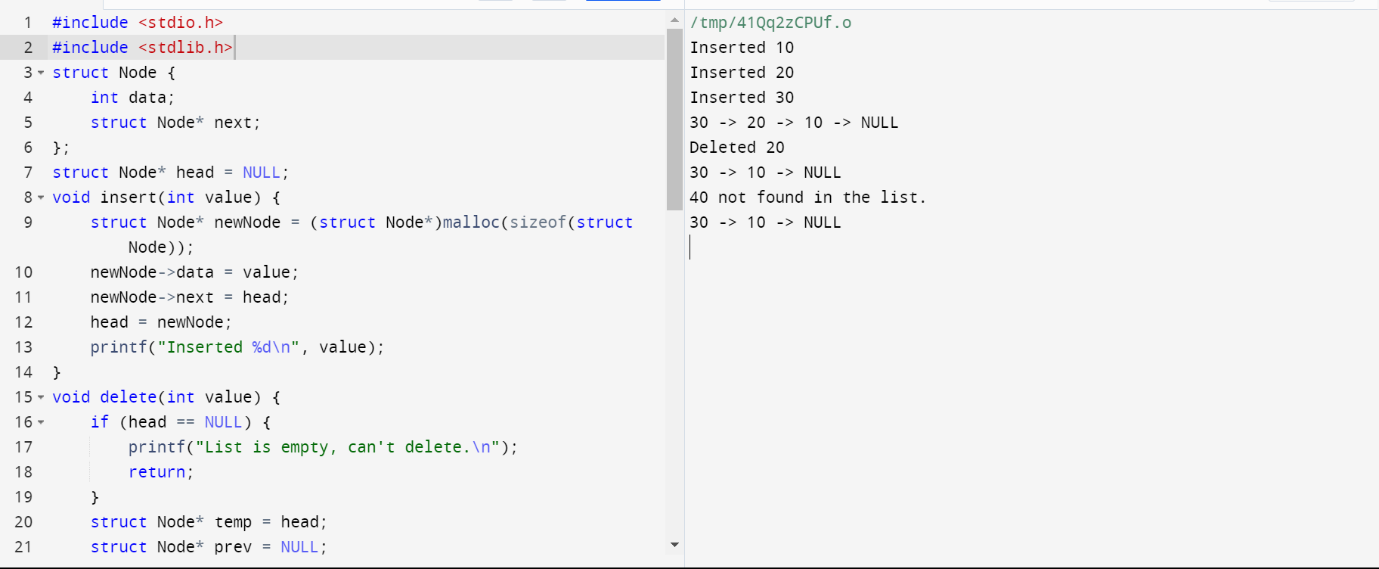 1 #include <stdio.h>
2 #include <stdlib.h>
3 struct Node {
4 int data;
5 struct Node* next;
6 };
7 struct Node* head = NULL;
8 void insert(int value) {
9 struct Node* newNode = (struct Node*)malloc(sizeof(struct
Node));
10 newNode->data = value;
11 newNode->next = head;
12 head = newNode;
13 printf("Inserted %d\n", value);
14 }
15 void delete(int value) {
16 if (head == NULL) {
17 printf("List is empty, can't delete.\n");
18 return;
19 }
20 struct Node* temp = head;
21 struct Node* prev = NULL;
/tmp/41Qq2zCPUf.o
Inserted 10
Inserted 20
Inserted 30
30 -> 20 -> 10 -> NULL
Deleted 20
30 -> 10 -> NULL
40 not found in the list.
30 -> 10 -> NULL